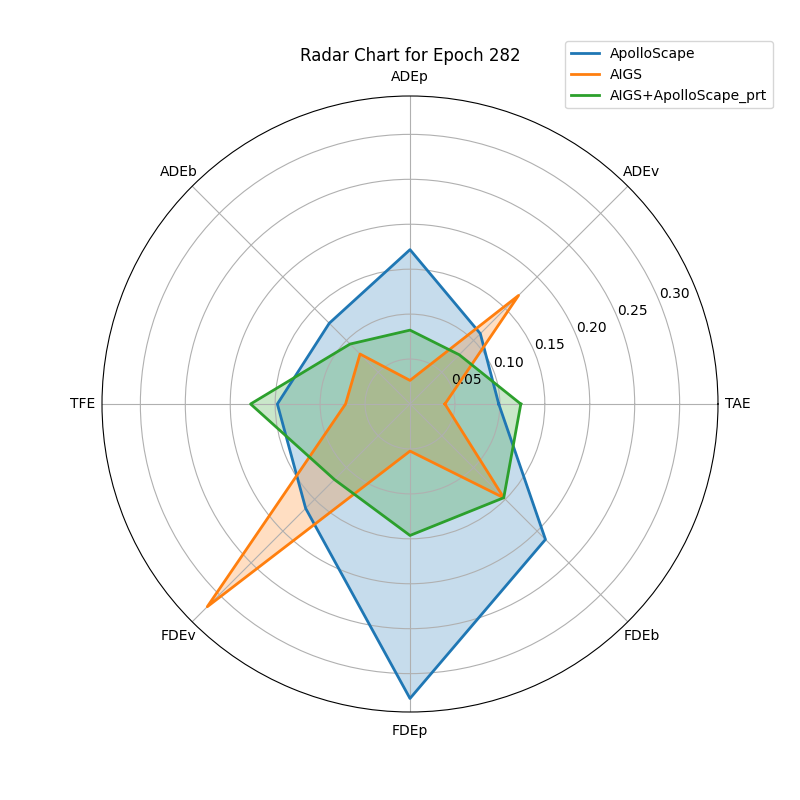 Radar Chart for Epoch 282
ApolloScape
AIGS
AIGS+ApolloScape_prt
ADEp
ADEb
ADEv
0.30
0.25
0.20
0.15
0.10
0.05
TFE
TAE
FDEv
FDEb
FDEp